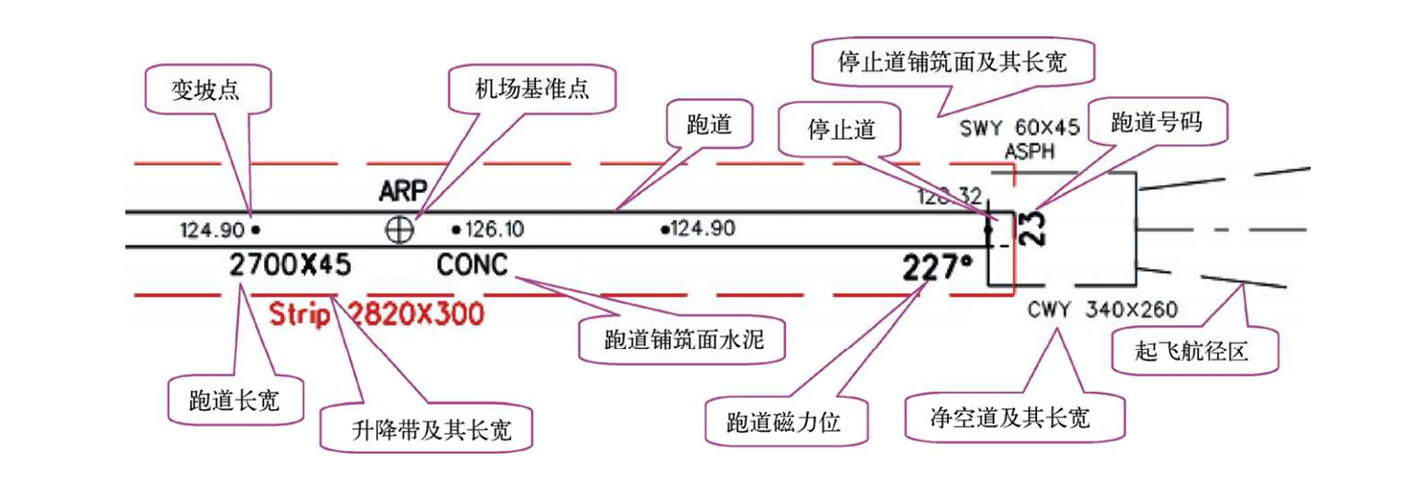 停止道铺筑面及其长宽
变坡点
机场基准点
跑道
停止道
跑道号码
SWY 60X45
ASPH
ARP
128.32
124.90
126.10
124.90
23
2700X45
CONC
227°
Strip 2820X300
CWY 340X260
跑道铺筑面水泥
起飞航径区
跑道长宽
升降带及其长宽
跑道磁力位
净空道及其长宽